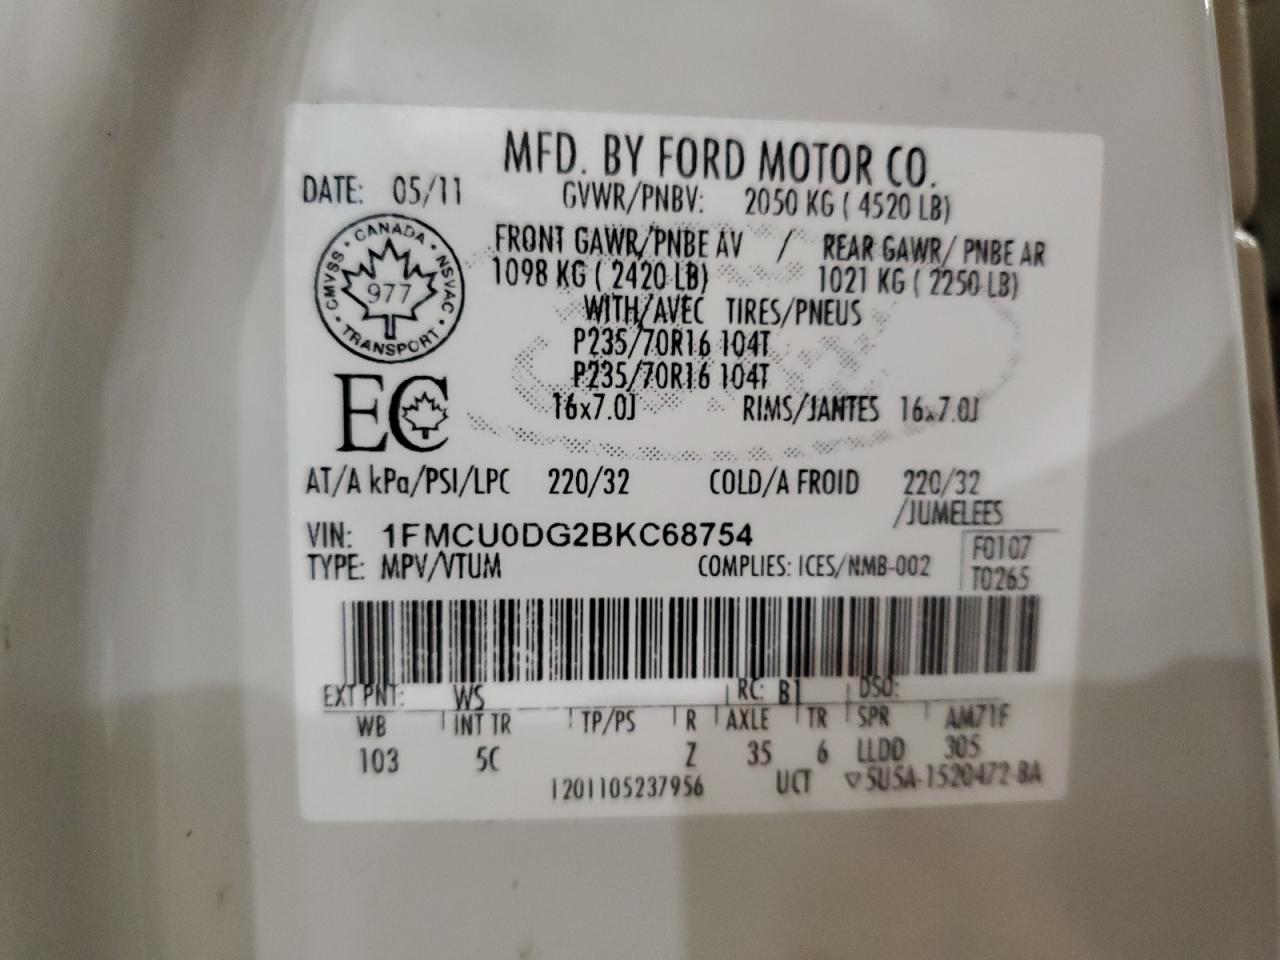 MFD. BY FORD MOTOR CO.
DATE: 05/11 GVWR/PNBV: 2050 KG ( 4520 LB)
FRONT GAWR/PNBE AV / REAR GAWR/ PNBE AR
1098 KG ( 2420 LB) 1021 KG ( 2250 LB)
WITH/AVEC TIRES/PNEUS
P235/70R16 104T
P235/70R16 104T
16x7.0J RIMS/JANTES 16x7.0J
CANADA • NSVAC • TRANSPORT • CMVSS •
977
EC
AT/A kPa/PSI/LPC 220/32 COLD/A FROID 220/32
/JUMELEES
VIN: 1FMCU0DG2BKC68754
F0107
TYPE: MPV/VTUM COMPLIES: ICES/NMB-002
T0265
EXT PNT: WS RC: B1 DSO:
WB INT TR TP/PS R AXLE TR SPR AM71F
103 5C Z 35 6 LLDD 305
1201105237956 UCT ▽5U5A-1520472-BA